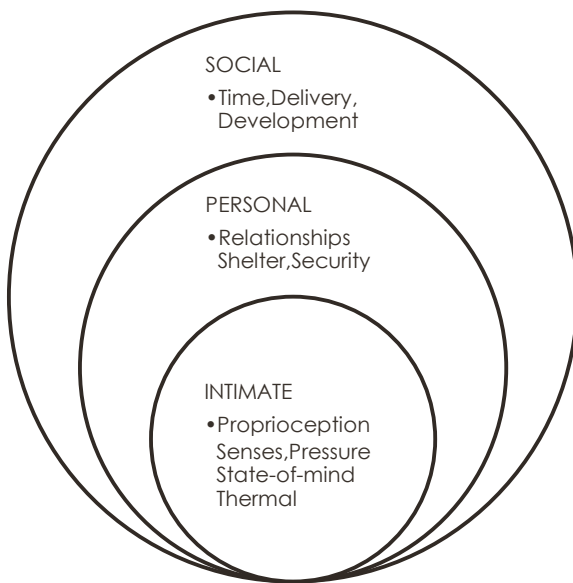 SOCIAL
•Time,Delivery,
Development
PERSONAL
•Relationships
Shelter,Security
INTIMATE
•Proprioception
Senses,Pressure
State-of-mind
Thermal